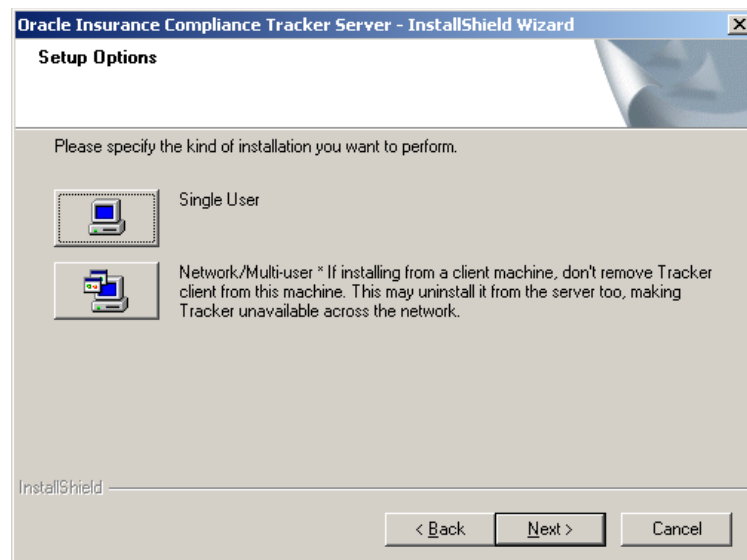 Oracle Insurance Compliance Tracker Server - InstallShield Wizard
Setup Options
Please specify the kind of installation you want to perform.
Single User
Network/Multi-user * If installing from a client machine, don't remove Tracker
client from this machine. This may uninstall it from the server too, making
Tracker unavailable across the network.
InstallShield
< Back Next > Cancel